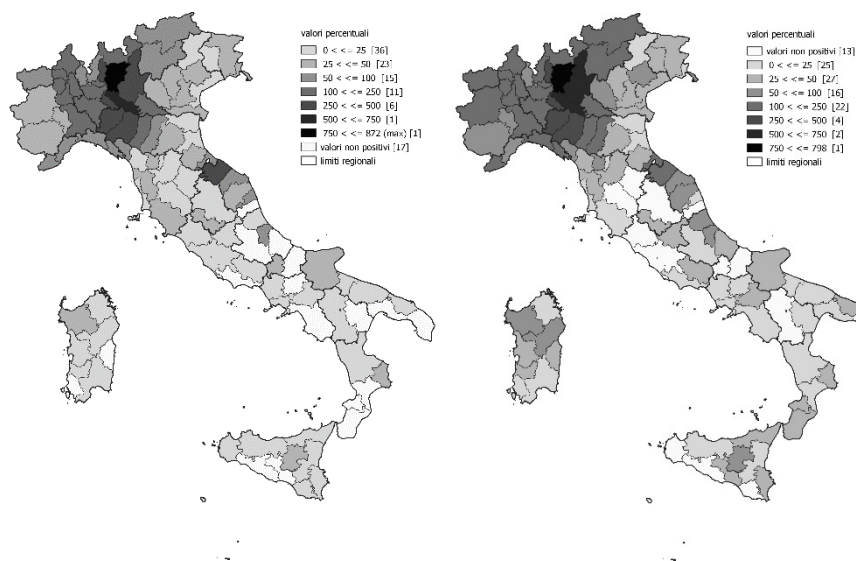 valori percentuali
0 < <= 25 [36]
25 < <= 50 [23]
50 < <= 100 [15]
100 < <= 250 [11]
250 < <= 500 [6]
500 < <= 750 [1]
750 < <= 872 (max) [1]
valori non positivi [17]
limiti regionali
valori percentuali
valori non positivi [13]
0 < <= 25 [25]
25 < <= 50 [27]
50 < <= 100 [16]
100 < <= 250 [22]
250 < <= 500 [4]
500 < <= 750 [2]
750 < <= 798 [1]
limiti regionali